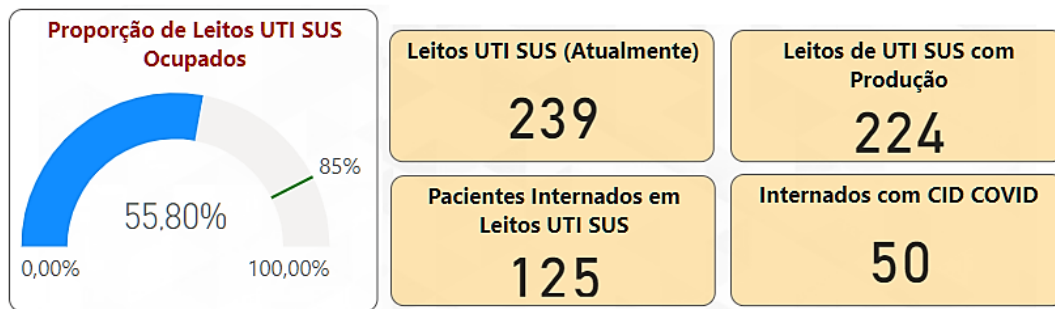 Proporção de Leitos UTI SUS
Ocupados
85%
55,80%
0,00%
100,00%
Leitos UTI SUS (Atualmente)
239
Leitos de UTI SUS com
Produção
224
Pacientes Internados em
Leitos UTI SUS
125
Internados com CID COVID
50